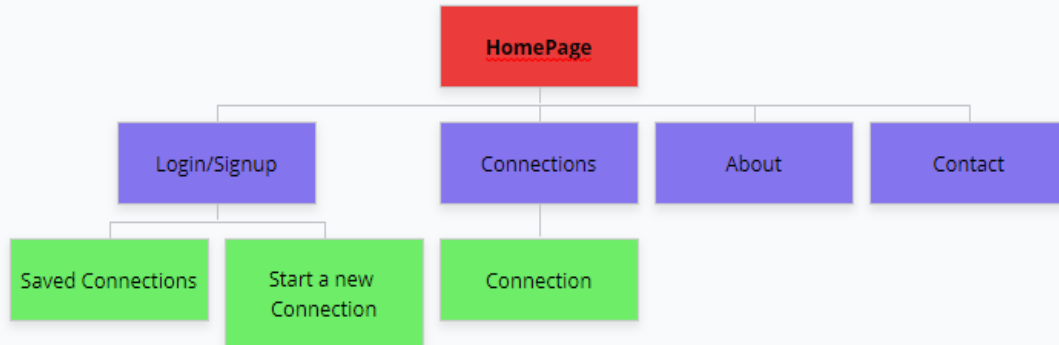 HomePage
Login/Signup
Connections
About
Contact
Saved Connections
Start a new
Connection
Connection